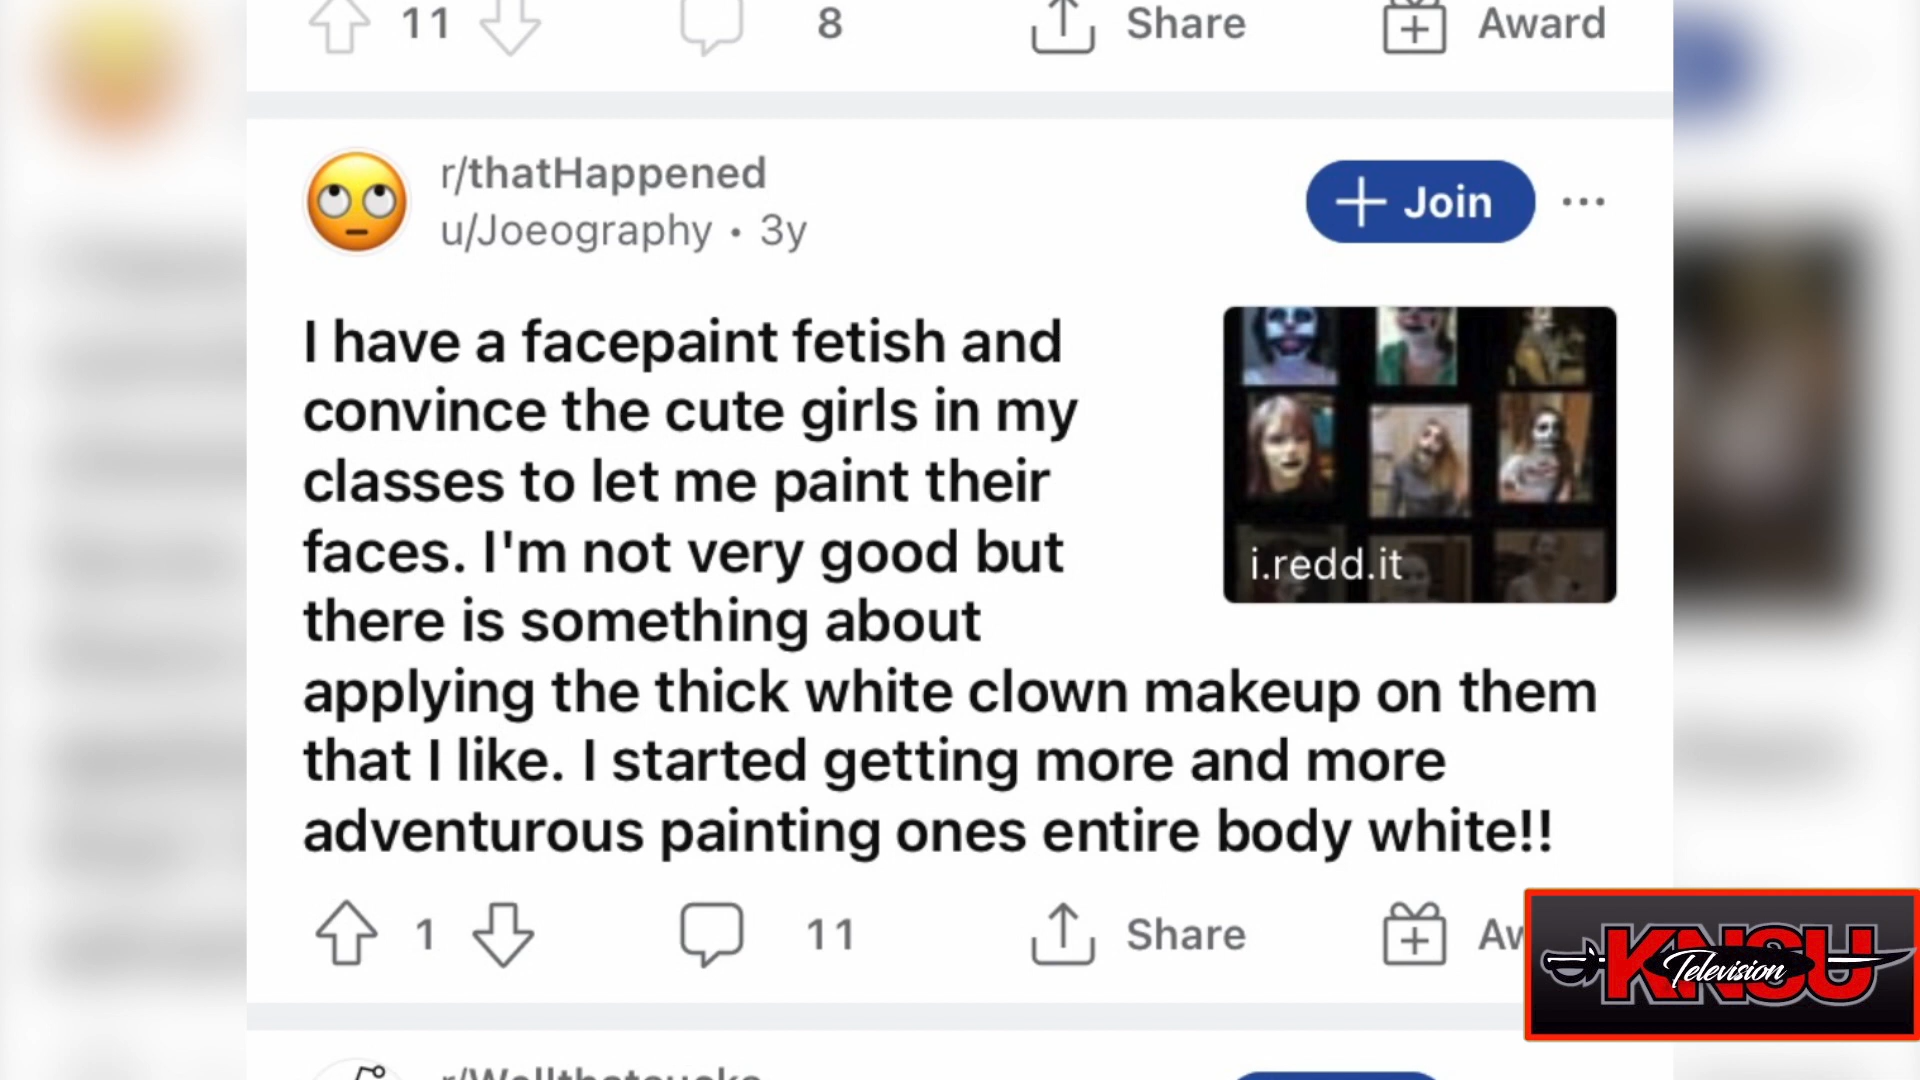 11
8
Share
Award
r/thatHappened
u/Joeography • 3y
Join
I have a facepaint fetish and
convince the cute girls in my
classes to let me paint their
faces. I'm not very good but
there is something about
applying the thick white clown makeup on them
that I like. I started getting more and more
adventurous painting ones entire body white!!
i.redd.it
1
11
Share
Aw
KNSU
Television
r/Wellthatsucks